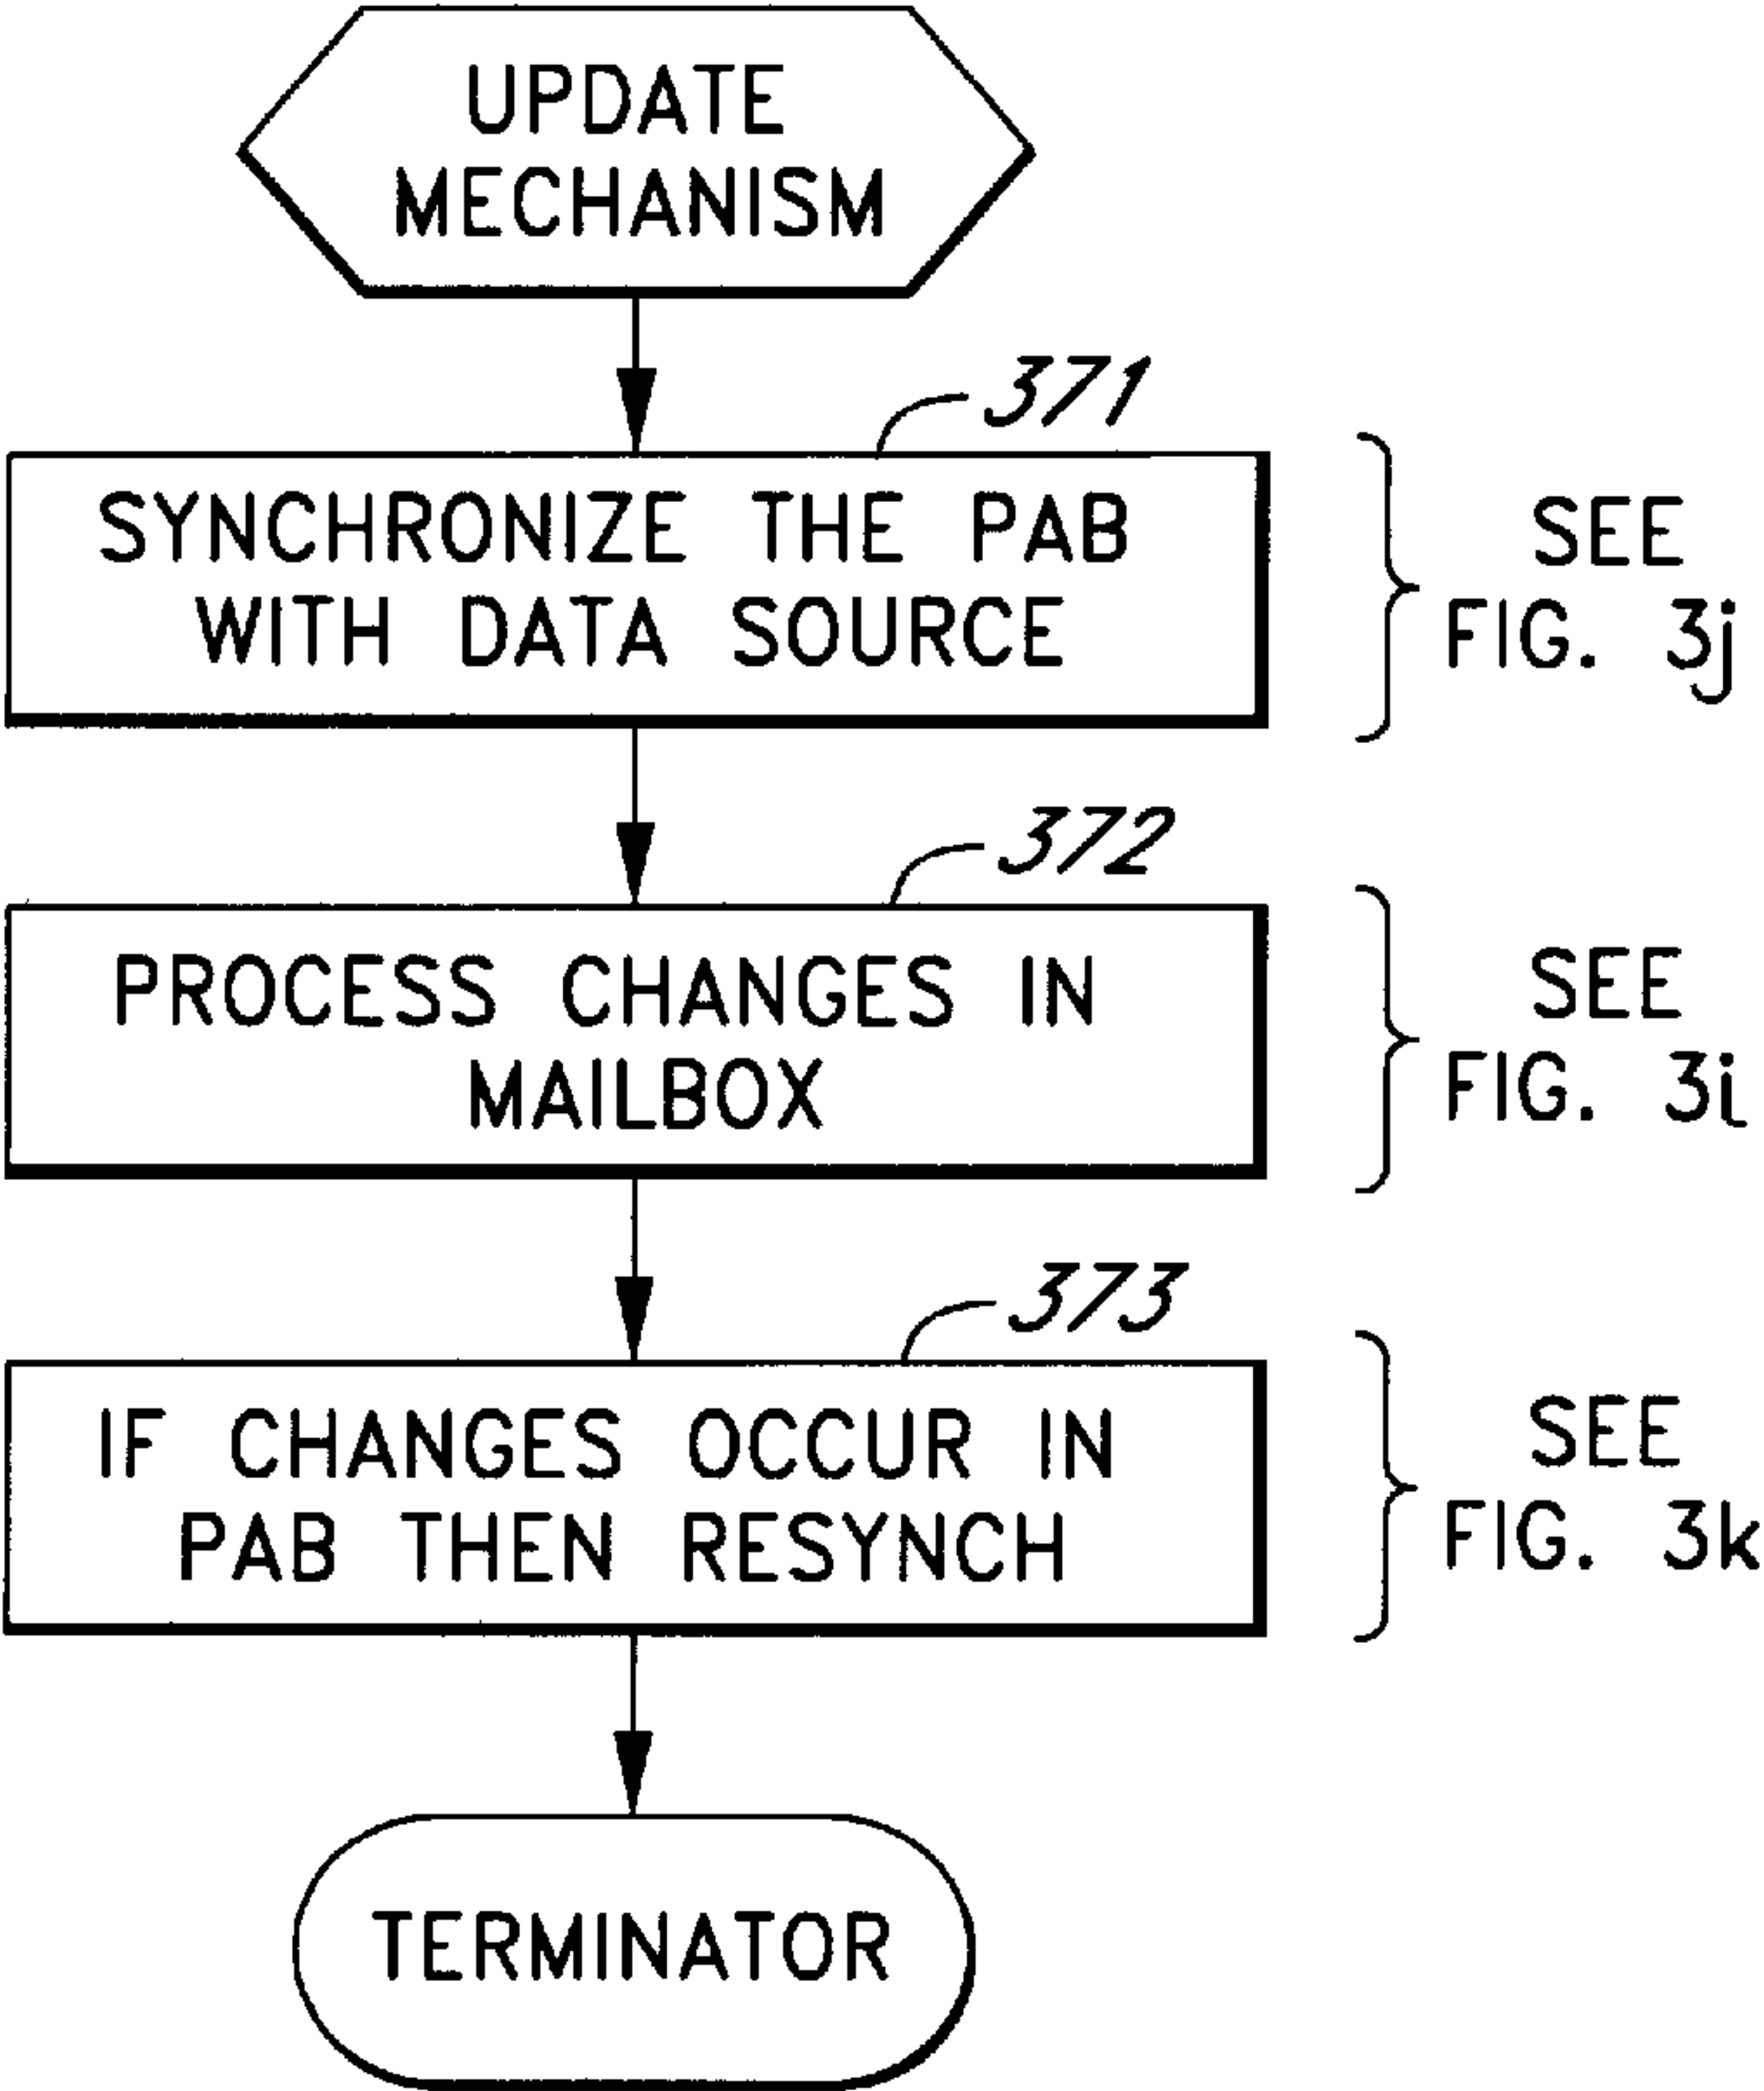 UPDATE
MECHANISM
371
SYNCHRONIZE THE PAB
WITH DATA SOURCE
SEE
FIG. 3j
372
PROCESS CHANGES IN
MAILBOX
SEE
FIG. 3i
373
IF CHANGES OCCUR IN
PAB THEN RESYNCH
SEE
FIG. 3k
TERMINATOR